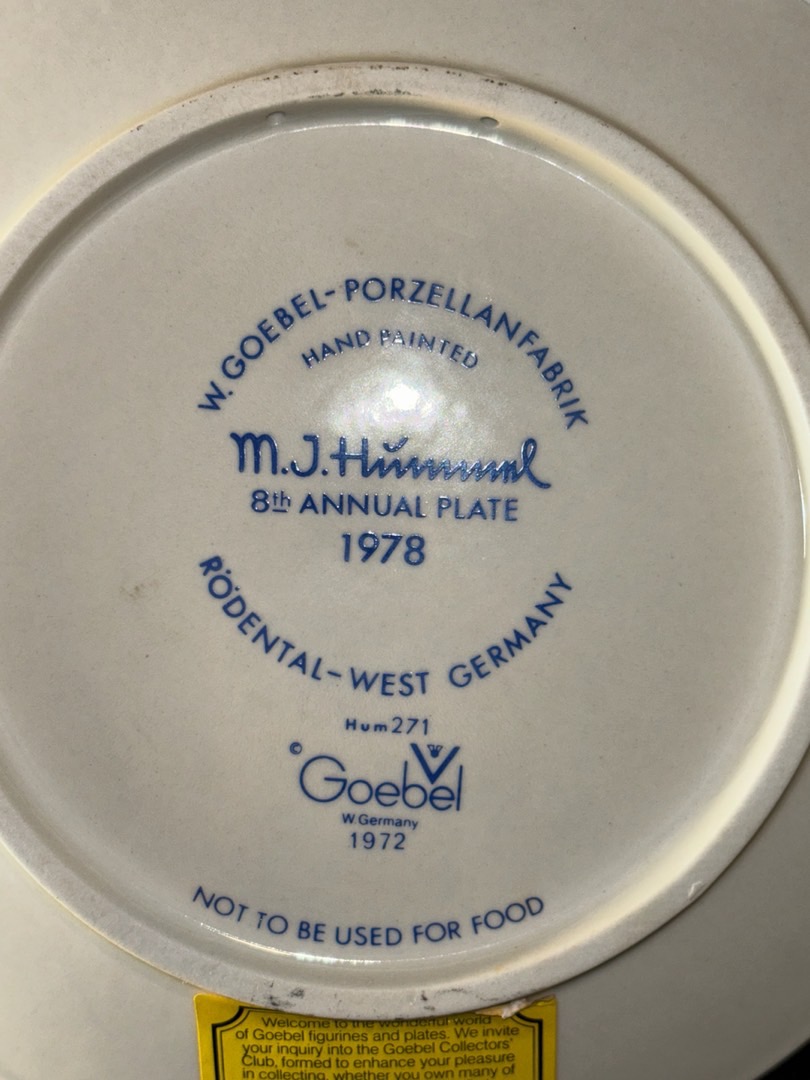 W. GOEBEL-PORZELLANFABRIK
HAND PAINTED
M.J.Hummel
8th ANNUAL PLATE
1978
RÖDENTAL-WEST GERMANY
Hum271
© Goebel
W.Germany
1972
NOT TO BE USED FOR FOOD
Welcome to the wonderful world
of Goebel figurines and plates. We invite
your inquiry into the Goebel Collectors'
Club, formed to enhance your pleasure
in collecting, whether you own many of